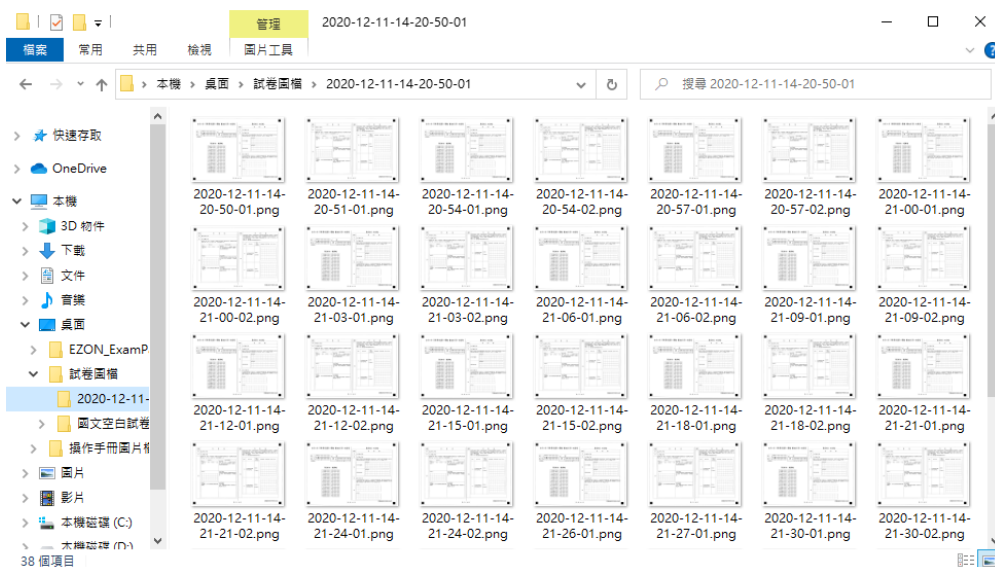 管理
2020-12-11-14-20-50-01
檔案 常用 共用 檢視 圖片工具
本機 桌面 試卷圖檔 2020-12-11-14-20-50-01
搜尋 2020-12-11-14-20-50-01
快速存取
OneDrive
本機
3D 物件
下載
文件
音樂
桌面
EZON_ExamP
試卷圖檔
2020-12-11-
國文空白試卷
操作手冊圖片檔
圖片
影片
本機磁碟 (C:)
本機磁碟 (D:)
2020-12-11-14-20-50-01.png
2020-12-11-14-20-51-01.png
2020-12-11-14-20-54-01.png
2020-12-11-14-20-54-02.png
2020-12-11-14-20-57-01.png
2020-12-11-14-20-57-02.png
2020-12-11-14-21-00-01.png
2020-12-11-14-21-00-02.png
2020-12-11-14-21-03-01.png
2020-12-11-14-21-03-02.png
2020-12-11-14-21-06-01.png
2020-12-11-14-21-06-02.png
2020-12-11-14-21-09-01.png
2020-12-11-14-21-09-02.png
2020-12-11-14-21-12-01.png
2020-12-11-14-21-12-02.png
2020-12-11-14-21-15-01.png
2020-12-11-14-21-15-02.png
2020-12-11-14-21-18-01.png
2020-12-11-14-21-18-02.png
2020-12-11-14-21-21-01.png
2020-12-11-14-21-21-02.png
2020-12-11-14-21-24-01.png
2020-12-11-14-21-24-02.png
2020-12-11-14-21-26-01.png
2020-12-11-14-21-27-01.png
2020-12-11-14-21-30-01.png
2020-12-11-14-21-30-02.png
38 個項目